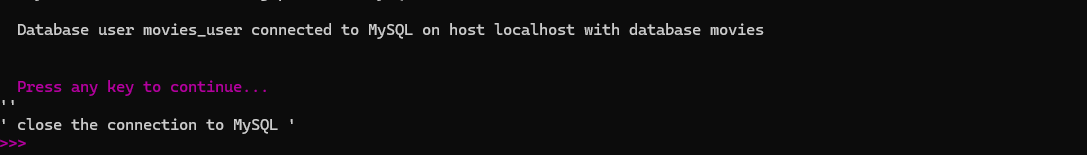 Database user movies_user connected to MySQL on host localhost with database movies
Press any key to continue...
''
' close the connection to MySQL '
>>>